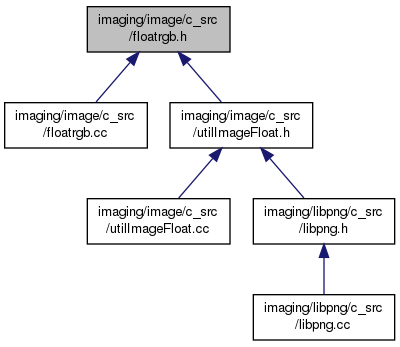 imaging/image/c_src
/floatrgb.h
imaging/image/c_src
/floatrgb.cc
imaging/image/c_src
/utilImageFloat.h
imaging/image/c_src
/utilImageFloat.cc
imaging/libpng/c_src
/libpng.h
imaging/libpng/c_src
/libpng.cc